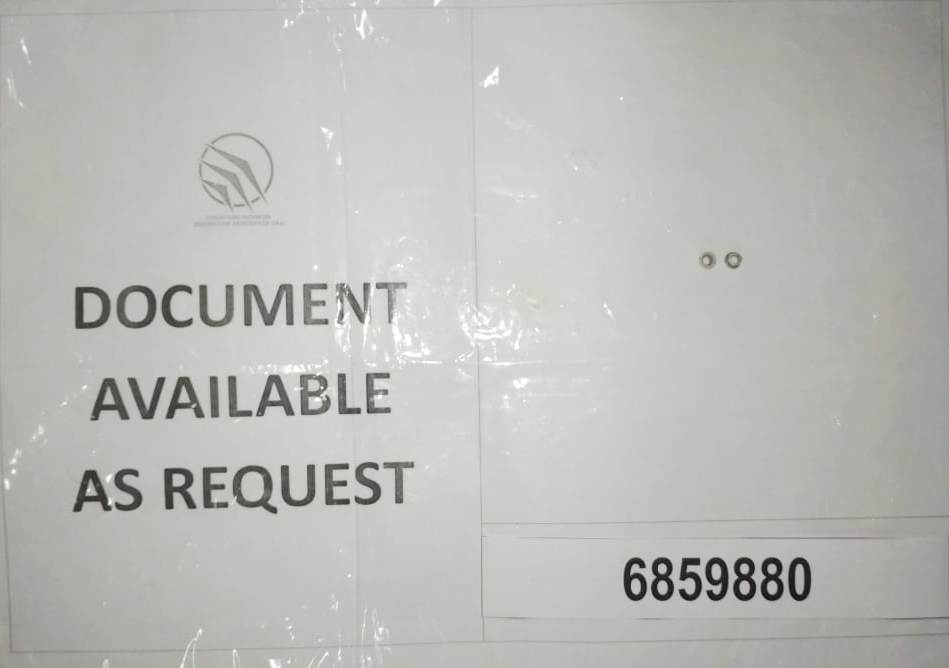 DOCUMENT
AVAILABLE
AS REQUEST
6859880